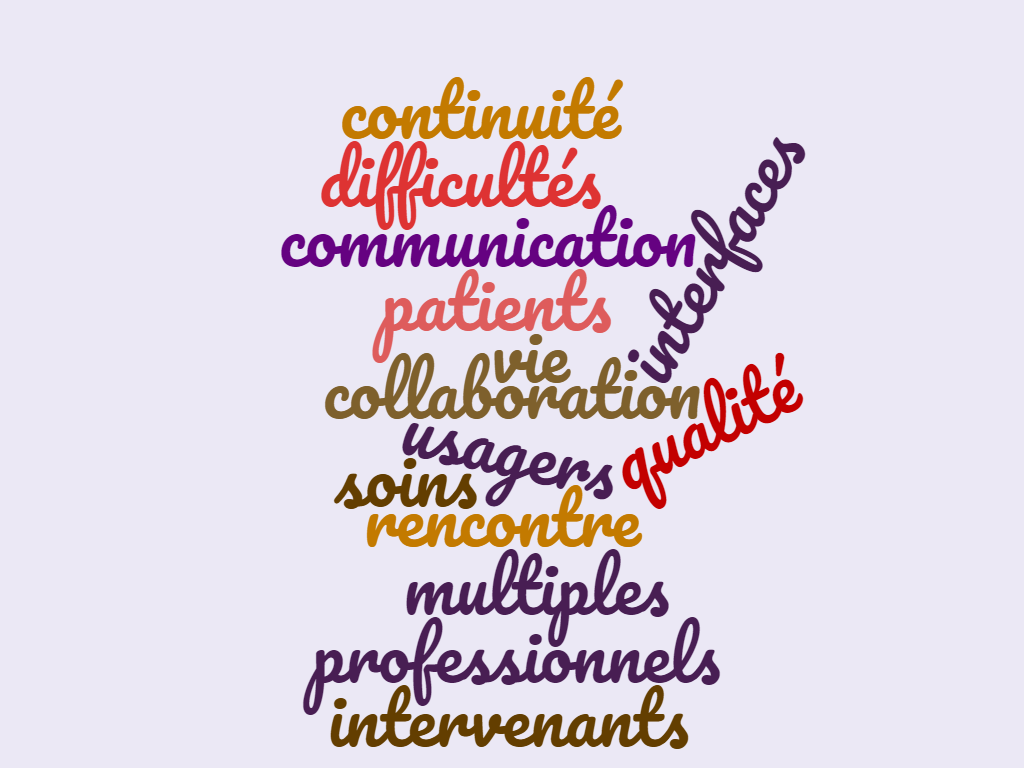 continuité
difficultés
interfaces
communication
patients
vie
collaboration
qualité
usagers
soins
rencontre
multiples
professionnels
intervenants